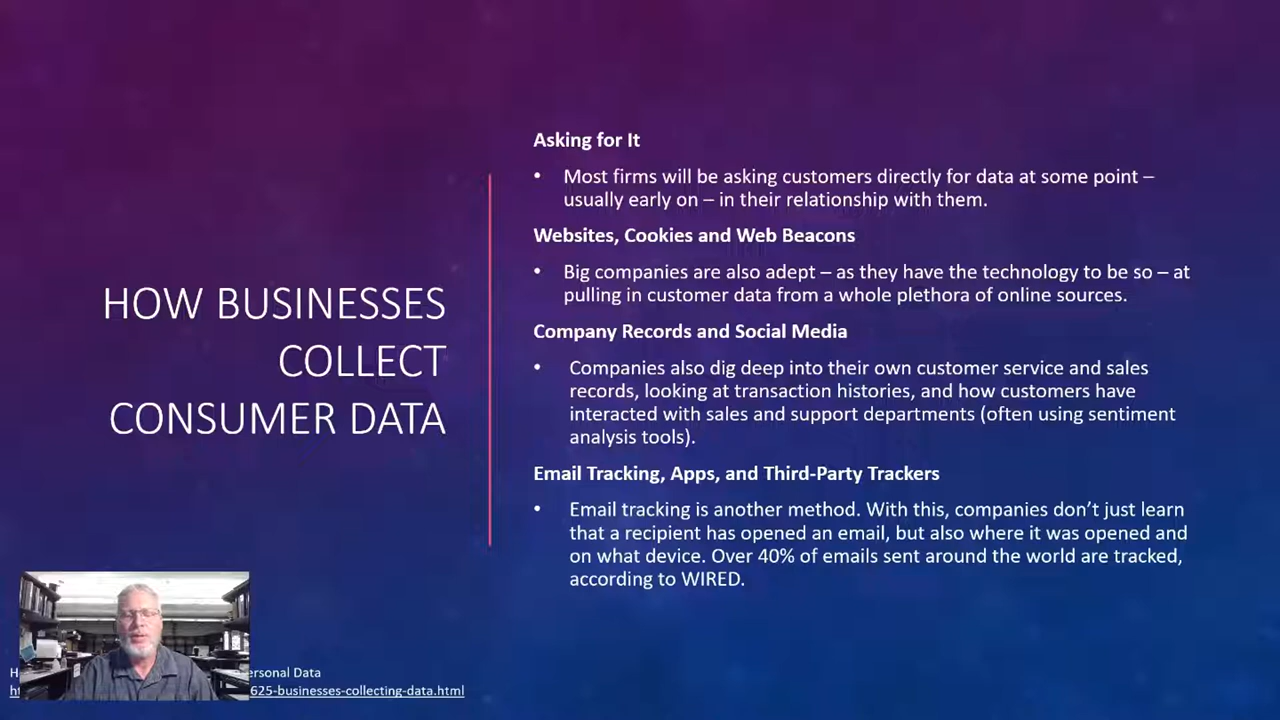 HOW BUSINESSES
COLLECT
CONSUMER DATA
Asking for It
• Most firms will be asking customers directly for data at some point –
usually early on – in their relationship with them.
Websites, Cookies and Web Beacons
• Big companies are also adept – as they have the technology to be so – at
pulling in customer data from a whole plethora of online sources.
Company Records and Social Media
• Companies also dig deep into their own customer service and sales
records, looking at transaction histories, and how customers have
interacted with sales and support departments (often using sentiment
analysis tools).
Email Tracking, Apps, and Third-Party Trackers
• Email tracking is another method. With this, companies don’t just learn
that a recipient has opened an email, but also where it was opened and
on what device. Over 40% of emails sent around the world are tracked,
according to WIRED.
Data
625-businesses-collecting-data.html